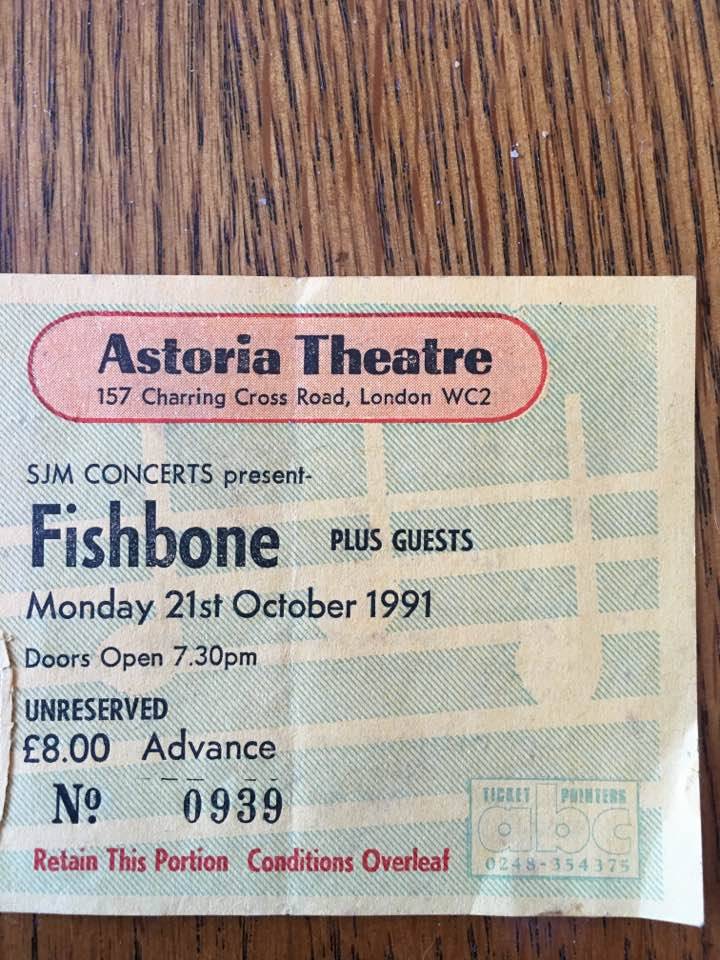 Astoria Theatre
157 Charring Cross Road, London WC2
SJM CONCERTS present-
Fishbone PLUS GUESTS
Monday 21st October 1991
Doors Open 7.30pm
UNRESERVED
£8.00 Advance
Nº 0939
Retain This Portion Conditions Overleaf
TICKET PRINTERS
abc
0248-354375